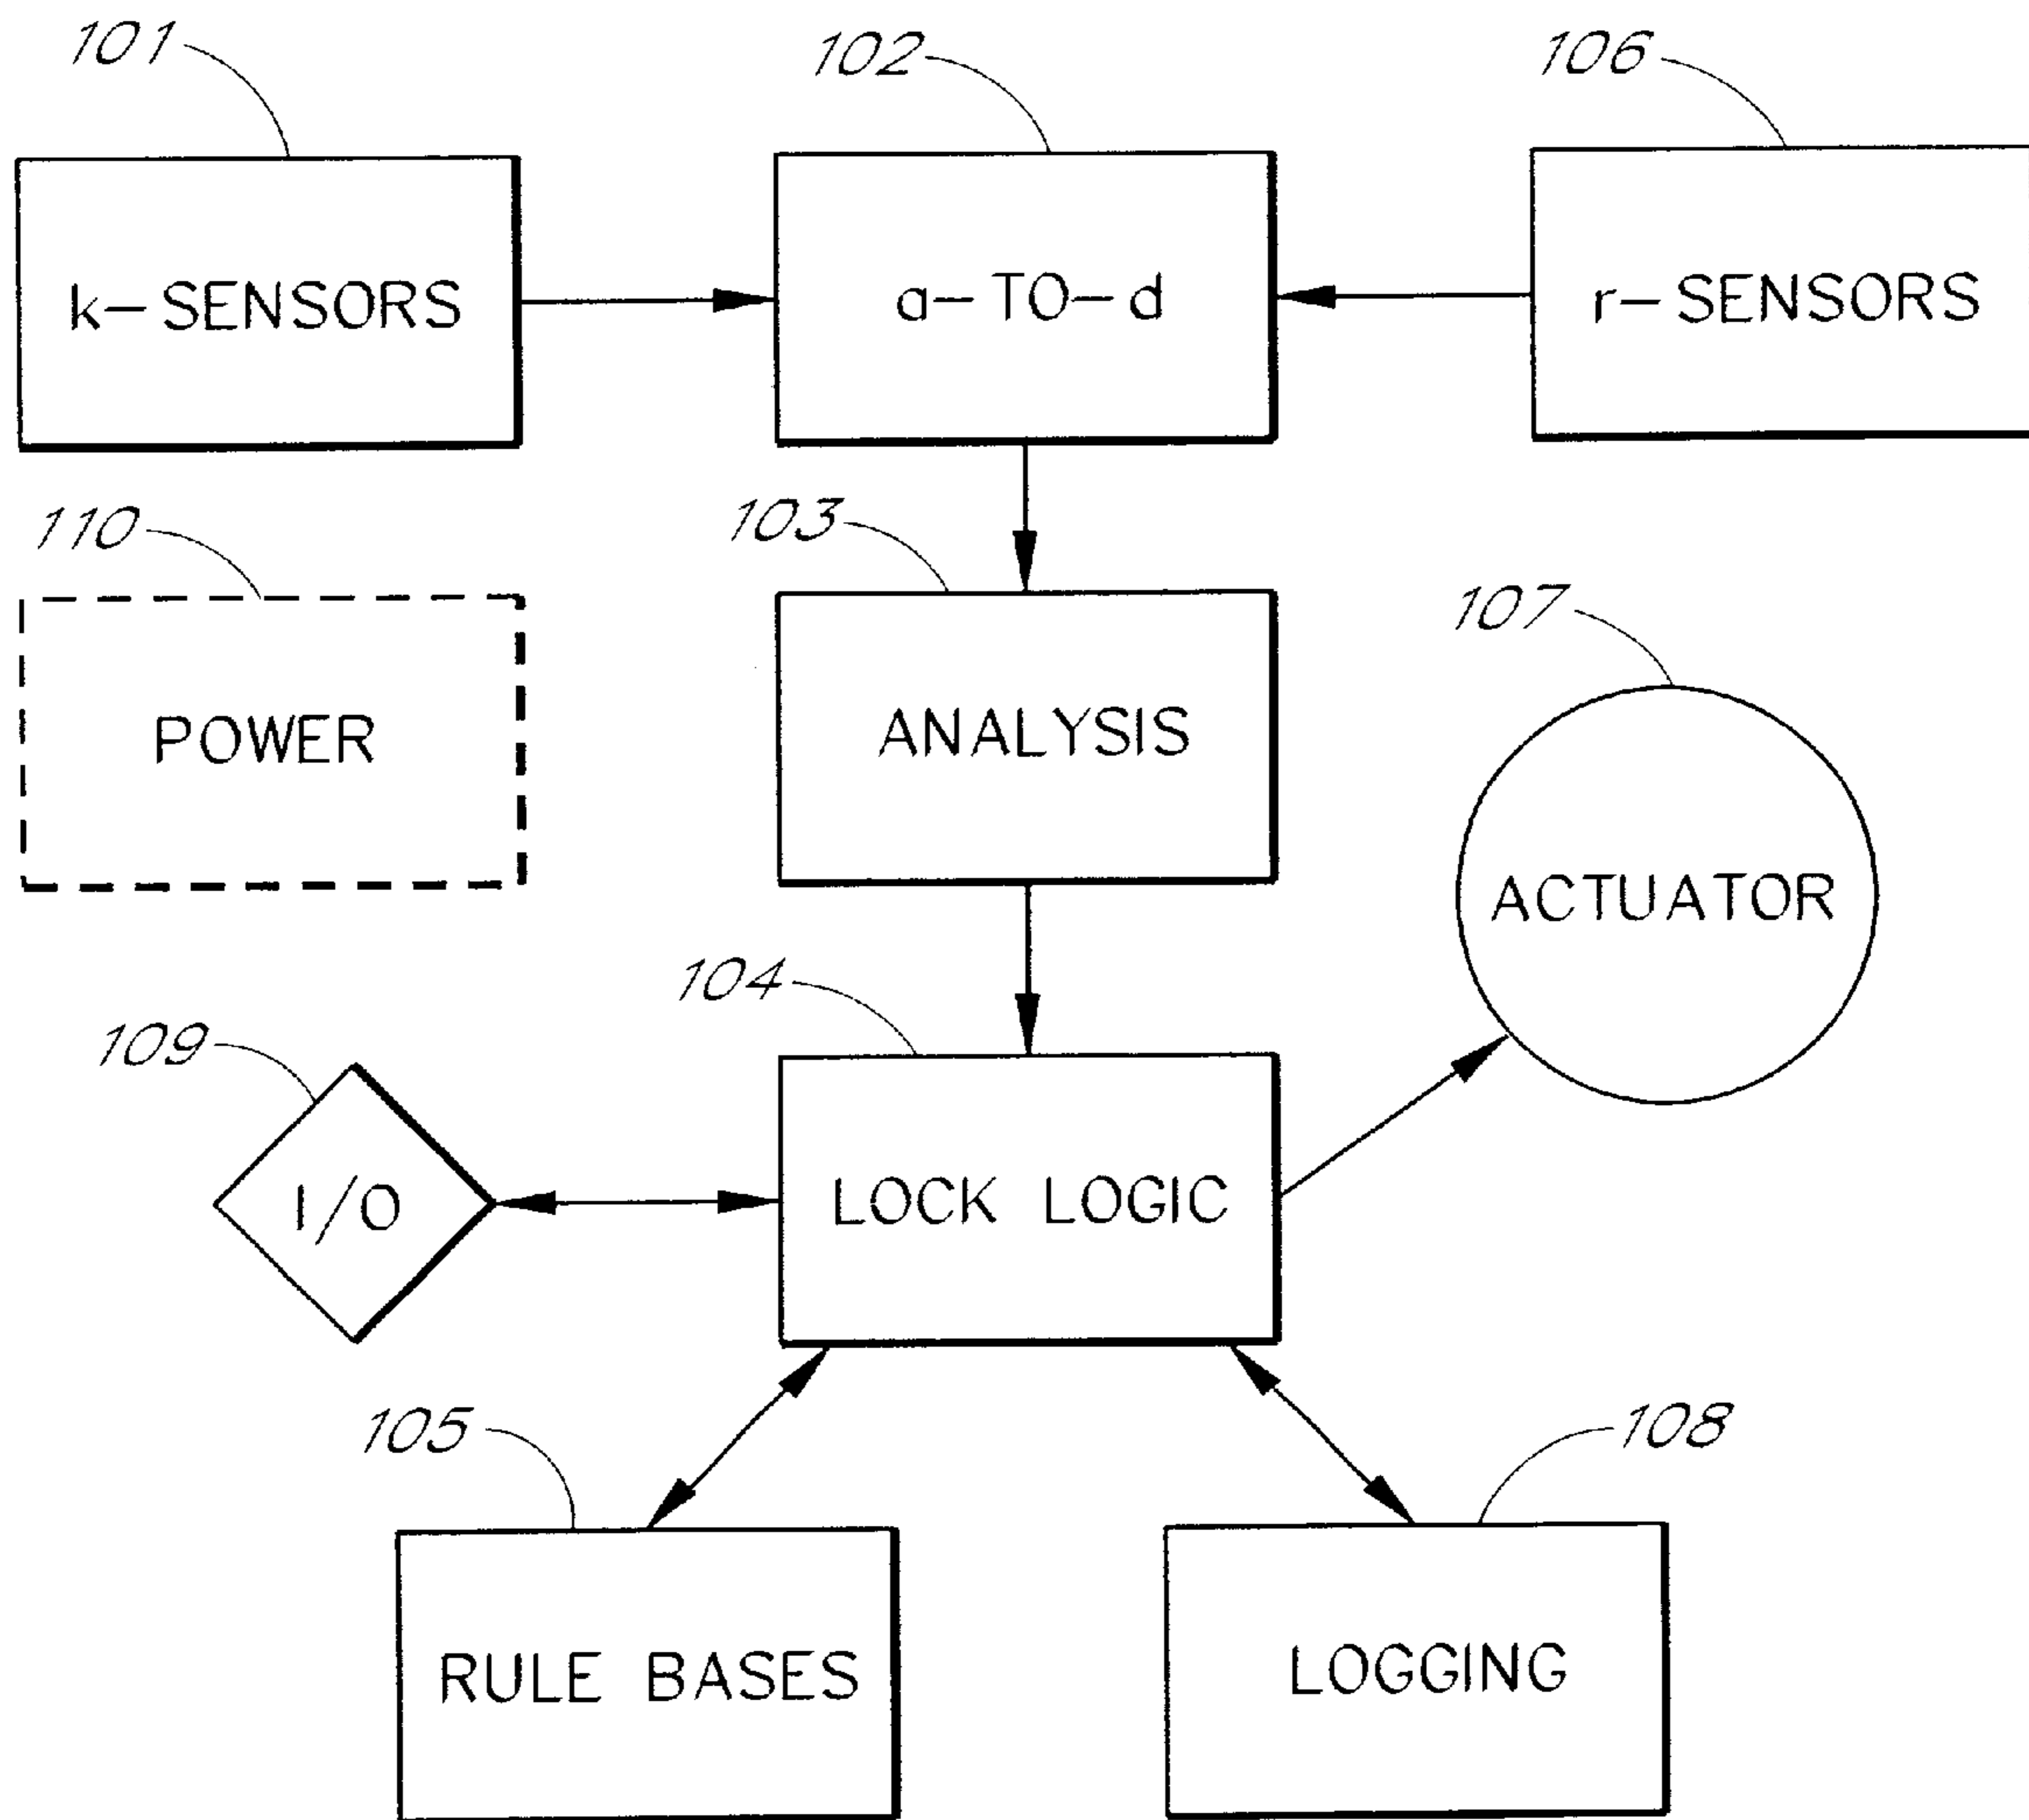 101
102
106
k-SENSORS
a-TO-d
r-SENSORS
110
103
107
POWER
ANALYSIS
ACTUATOR
104
109
I/O
LOCK LOGIC
105
108
RULE BASES
LOGGING